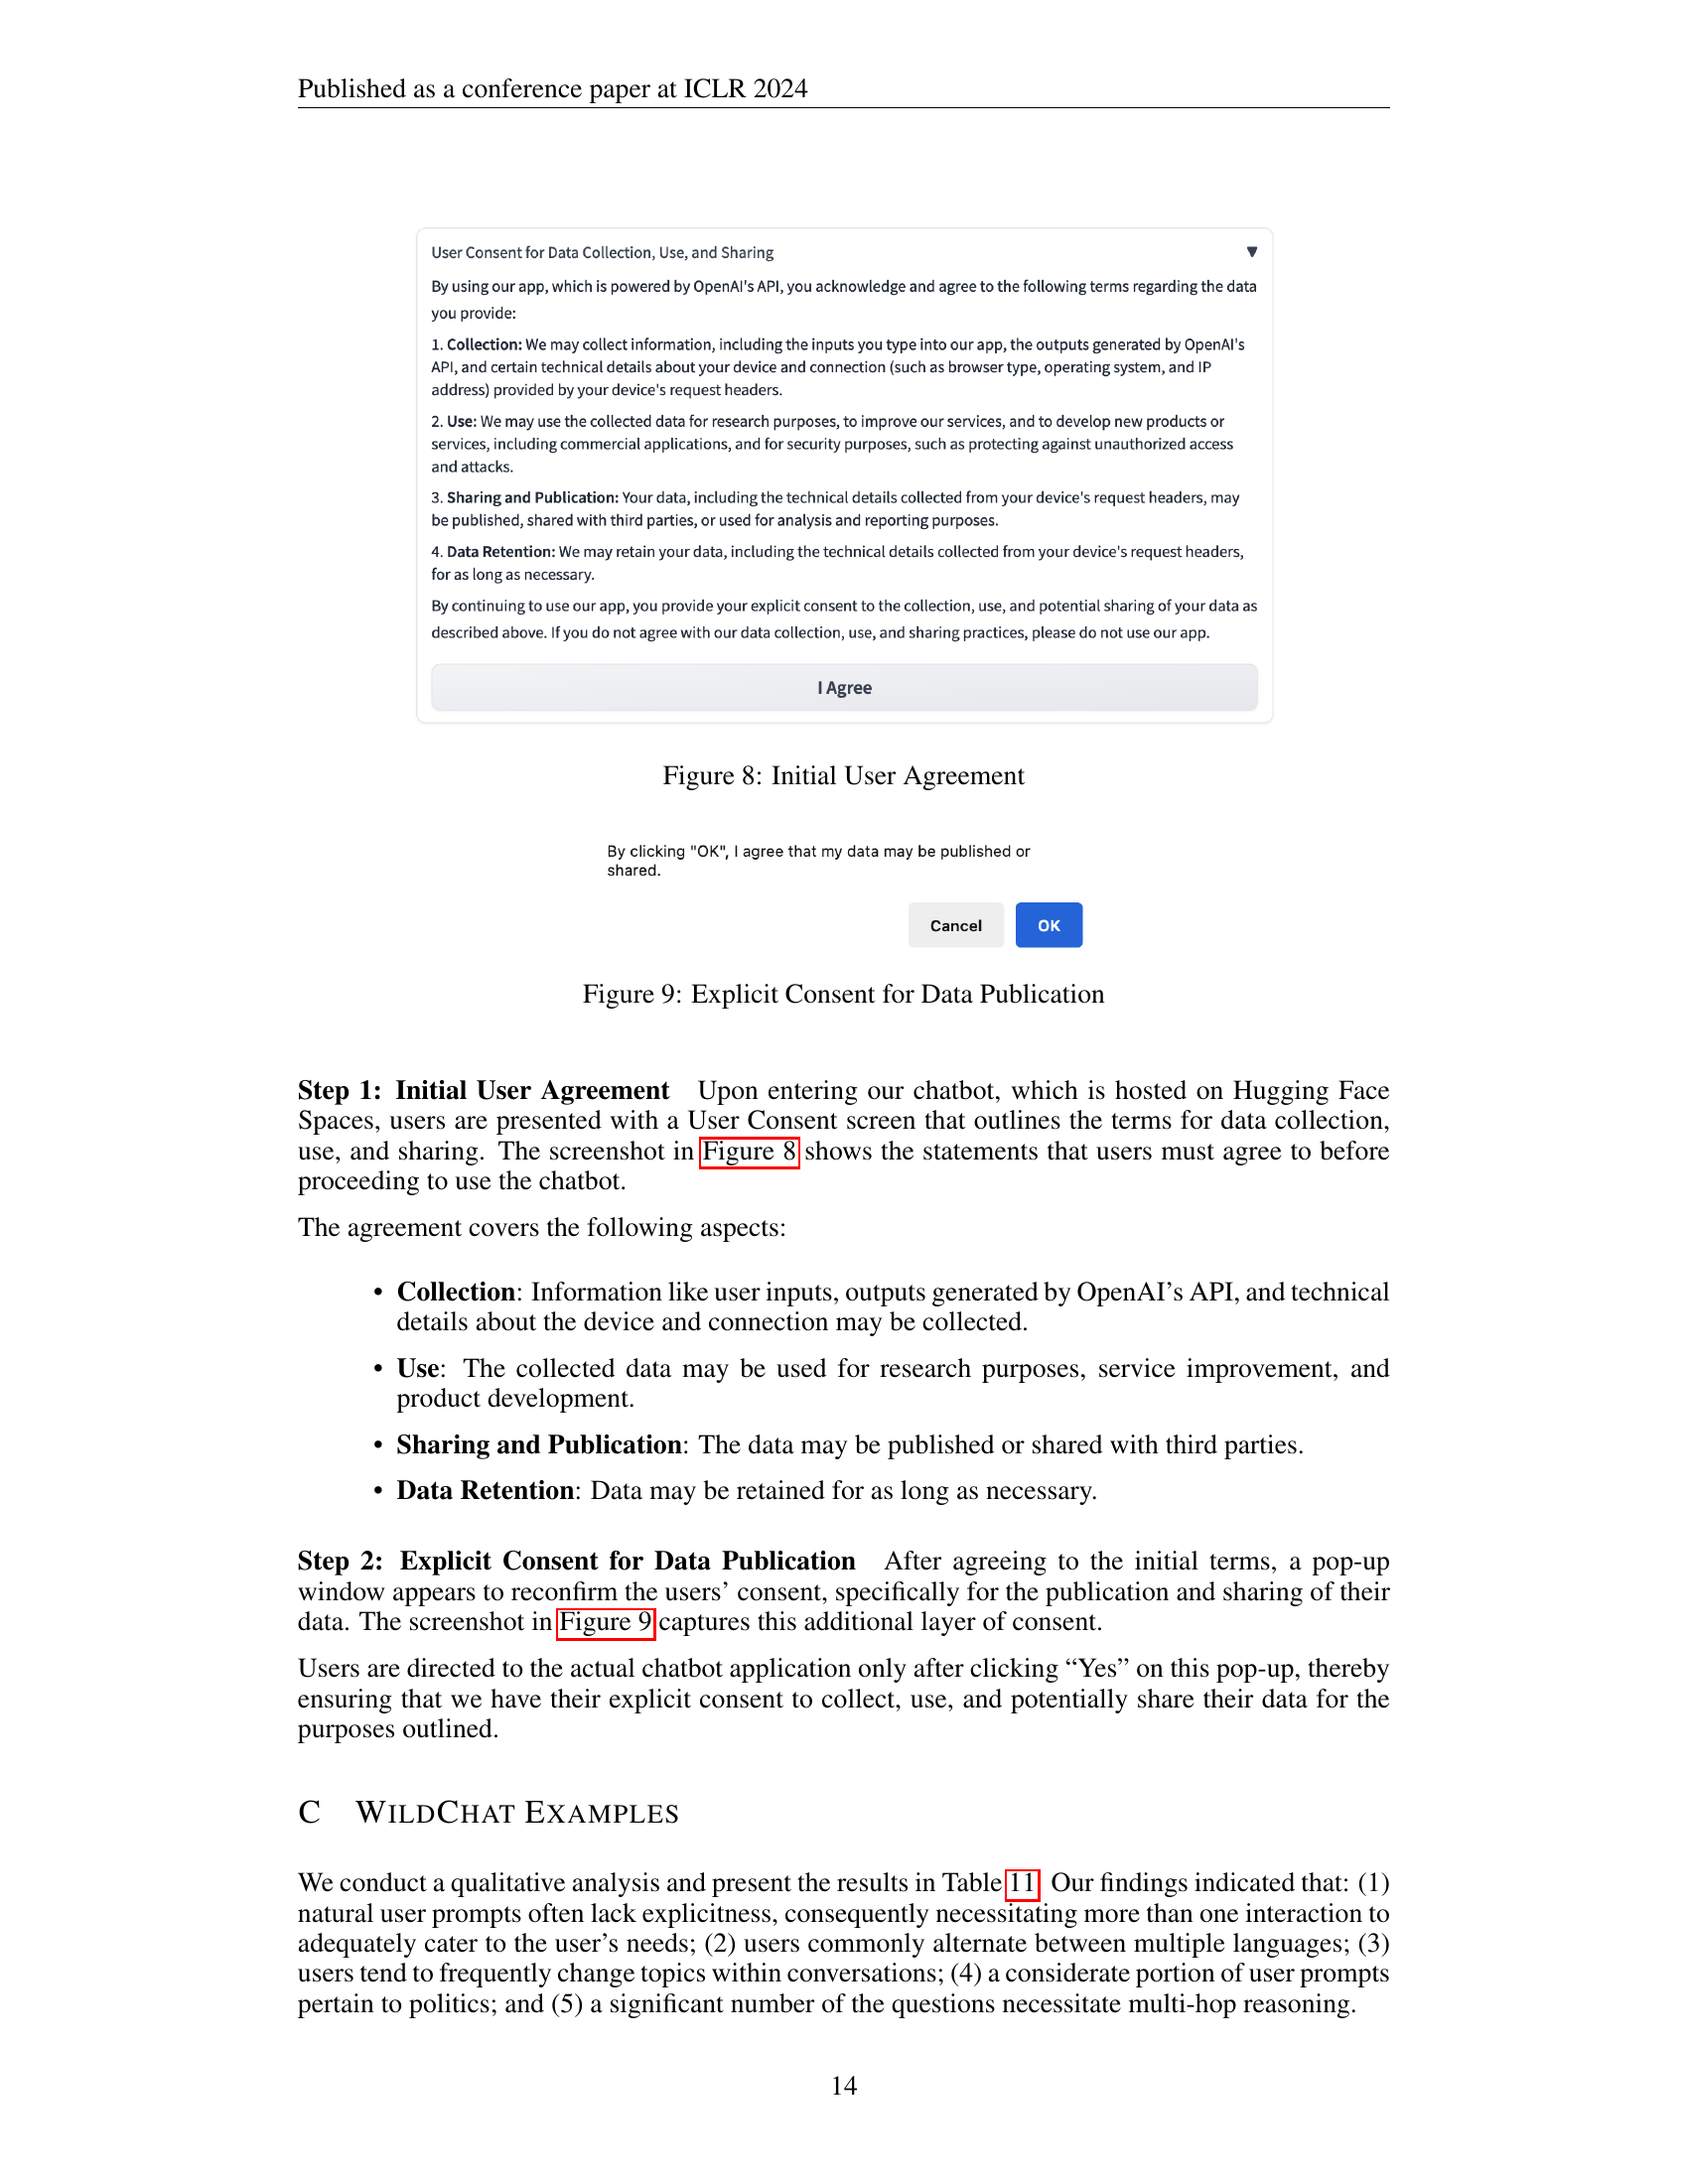 Published as a conference paper at ICLR 2024
User Consent for Data Collection, Use, and Sharing ▼
By using our app, which is powered by OpenAI's API, you acknowledge and agree to the following terms regarding the data
you provide:
1. Collection: We may collect information, including the inputs you type into our app, the outputs generated by OpenAI's
API, and certain technical details about your device and connection (such as browser type, operating system, and IP
address) provided by your device's request headers.
2. Use: We may use the collected data for research purposes, to improve our services, and to develop new products or
services, including commercial applications, and for security purposes, such as protecting against unauthorized access
and attacks.
3. Sharing and Publication: Your data, including the technical details collected from your device's request headers, may
be published, shared with third parties, or used for analysis and reporting purposes.
4. Data Retention: We may retain your data, including the technical details collected from your device's request headers,
for as long as necessary.
By continuing to use our app, you provide your explicit consent to the collection, use, and potential sharing of your data as
described above. If you do not agree with our data collection, use, and sharing practices, please do not use our app.
I Agree
Figure 8: Initial User Agreement
By clicking "OK", I agree that my data may be published or
shared.
Cancel OK
Figure 9: Explicit Consent for Data Publication
Step 1: Initial User Agreement Upon entering our chatbot, which is hosted on Hugging Face
Spaces, users are presented with a User Consent screen that outlines the terms for data collection,
use, and sharing. The screenshot in Figure 8 shows the statements that users must agree to before
proceeding to use the chatbot.
The agreement covers the following aspects:
• Collection: Information like user inputs, outputs generated by OpenAI's API, and technical
details about the device and connection may be collected.
• Use: The collected data may be used for research purposes, service improvement, and
product development.
• Sharing and Publication: The data may be published or shared with third parties.
• Data Retention: Data may be retained for as long as necessary.
Step 2: Explicit Consent for Data Publication After agreeing to the initial terms, a pop-up
window appears to reconfirm the users' consent, specifically for the publication and sharing of their
data. The screenshot in Figure 9 captures this additional layer of consent.
Users are directed to the actual chatbot application only after clicking “Yes” on this pop-up, thereby
ensuring that we have their explicit consent to collect, use, and potentially share their data for the
purposes outlined.
C WILDCHAT EXAMPLES
We conduct a qualitative analysis and present the results in Table 11. Our findings indicated that: (1)
natural user prompts often lack explicitness, consequently necessitating more than one interaction to
adequately cater to the user's needs; (2) users commonly alternate between multiple languages; (3)
users tend to frequently change topics within conversations; (4) a considerate portion of user prompts
pertain to politics; and (5) a significant number of the questions necessitate multi-hop reasoning.
14